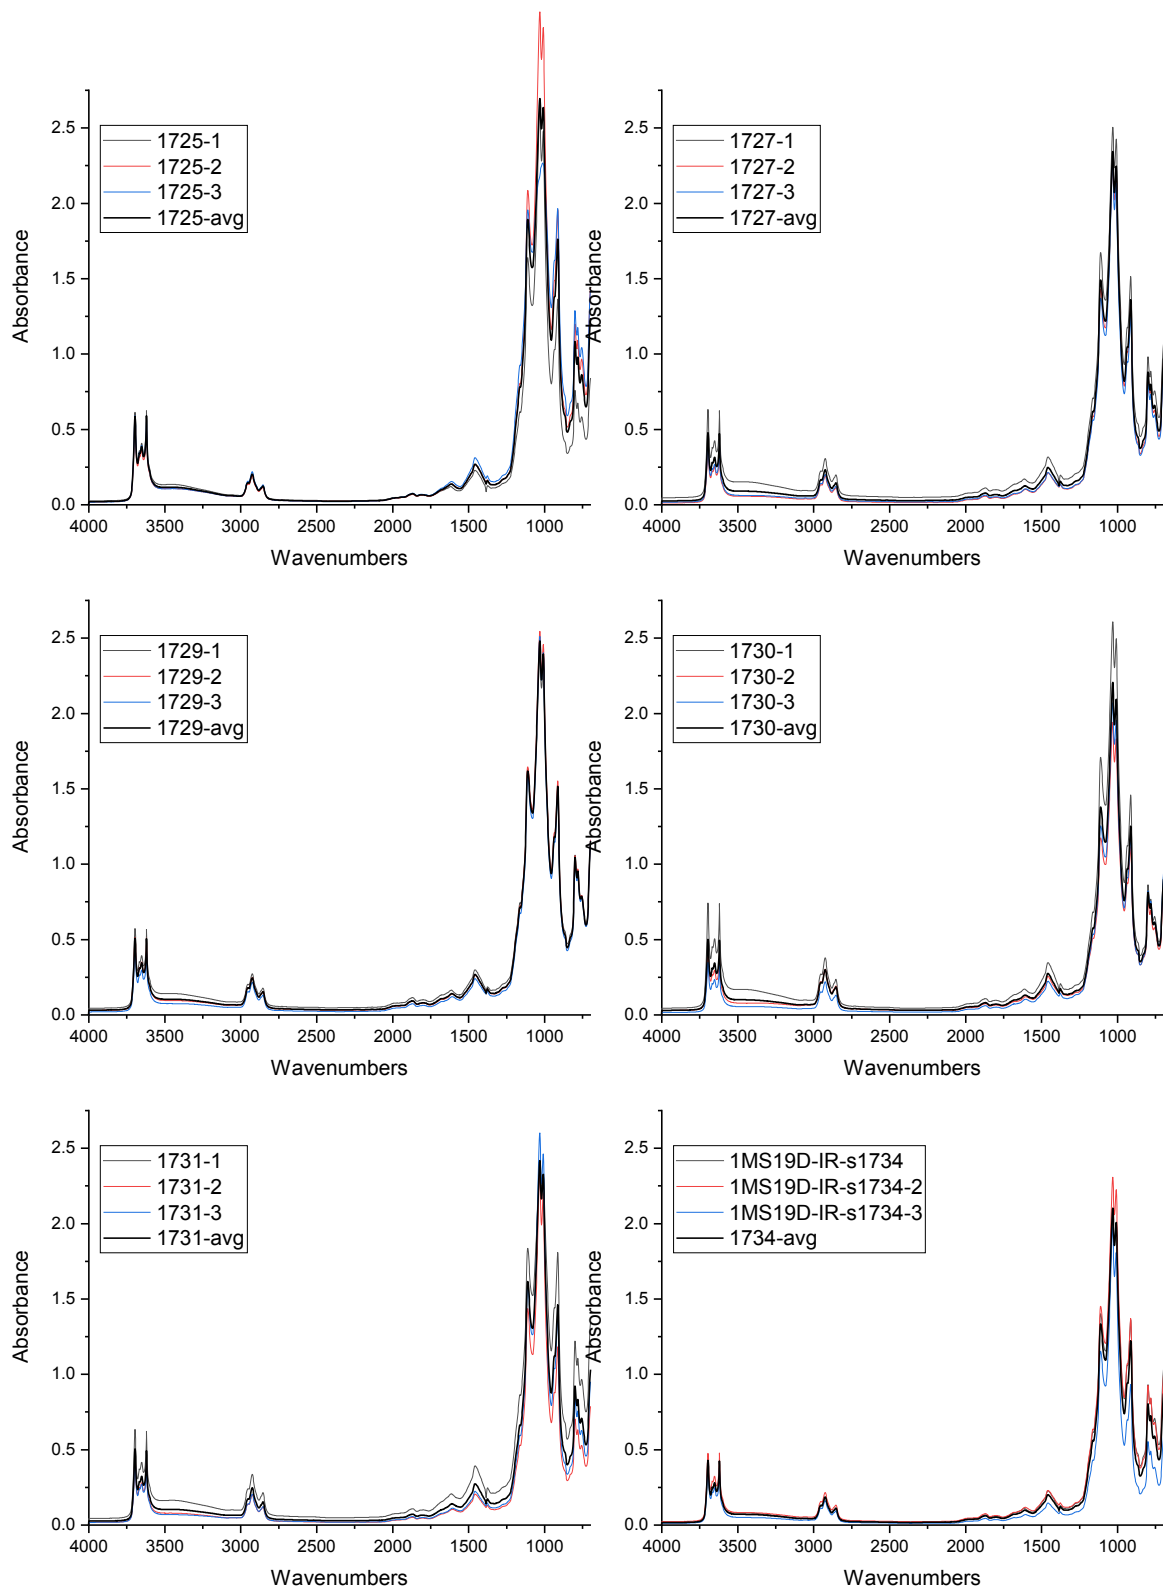 2.5
2.0
1.5
1.0
0.5
0.0
Absorbance
1725-1
1725-2
1725-3
1725-avg
4000 3500 3000 2500 2000 1500 1000
Wavenumbers
2.5
2.0
1.5
1.0
0.5
0.0
Absorbance
1727-1
1727-2
1727-3
1727-avg
4000 3500 3000 2500 2000 1500 1000
Wavenumbers
2.5
2.0
1.5
1.0
0.5
0.0
Absorbance
1729-1
1729-2
1729-3
1729-avg
4000 3500 3000 2500 2000 1500 1000
Wavenumbers
2.5
2.0
1.5
1.0
0.5
0.0
Absorbance
1730-1
1730-2
1730-3
1730-avg
4000 3500 3000 2500 2000 1500 1000
Wavenumbers
2.5
2.0
1.5
1.0
0.5
0.0
Absorbance
1731-1
1731-2
1731-3
1731-avg
4000 3500 3000 2500 2000 1500 1000
Wavenumbers
2.5
2.0
1.5
1.0
0.5
0.0
Absorbance
1MS19D-IR-s1734
1MS19D-IR-s1734-2
1MS19D-IR-s1734-3
1734-avg
4000 3500 3000 2500 2000 1500 1000
Wavenumbers